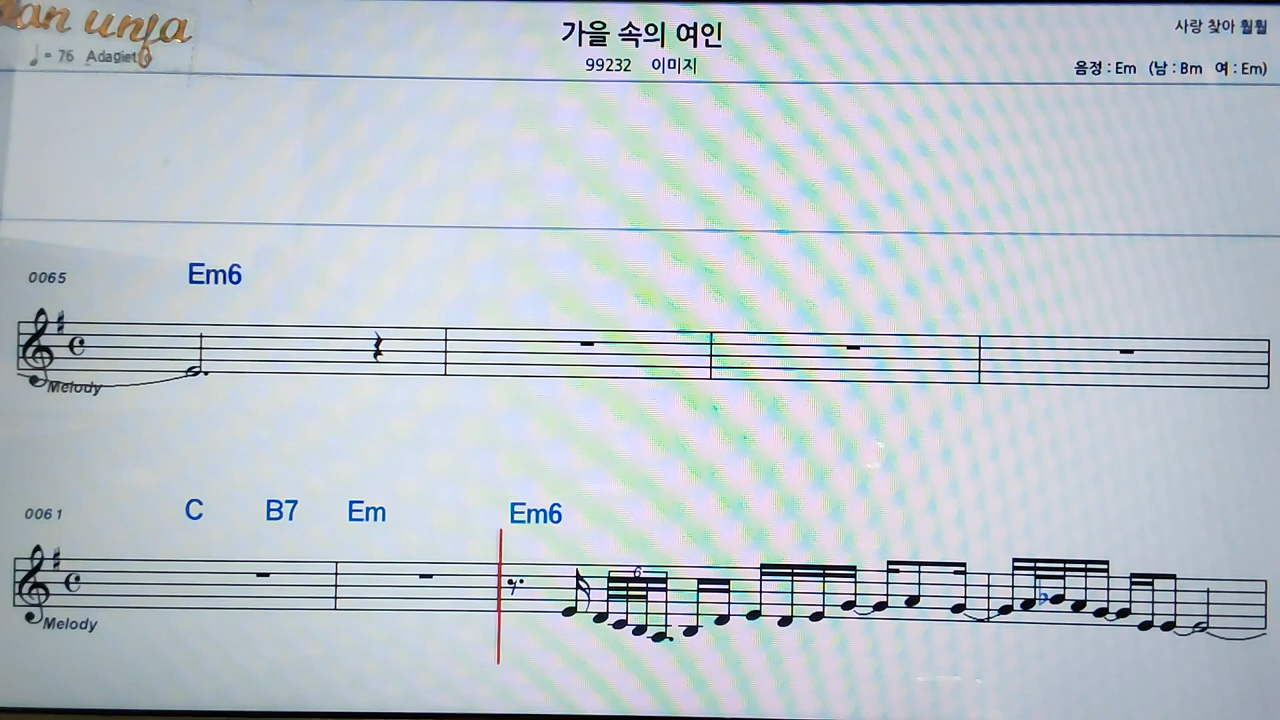 가을 속의 여인
사랑 찾아 훨훨
♩= 76 Adagietto
99232 이미지
음정 : Em (남 : Bm 여 : Em)
0065 Em6
Melody
0061 C B7 Em Em6
6
Melody